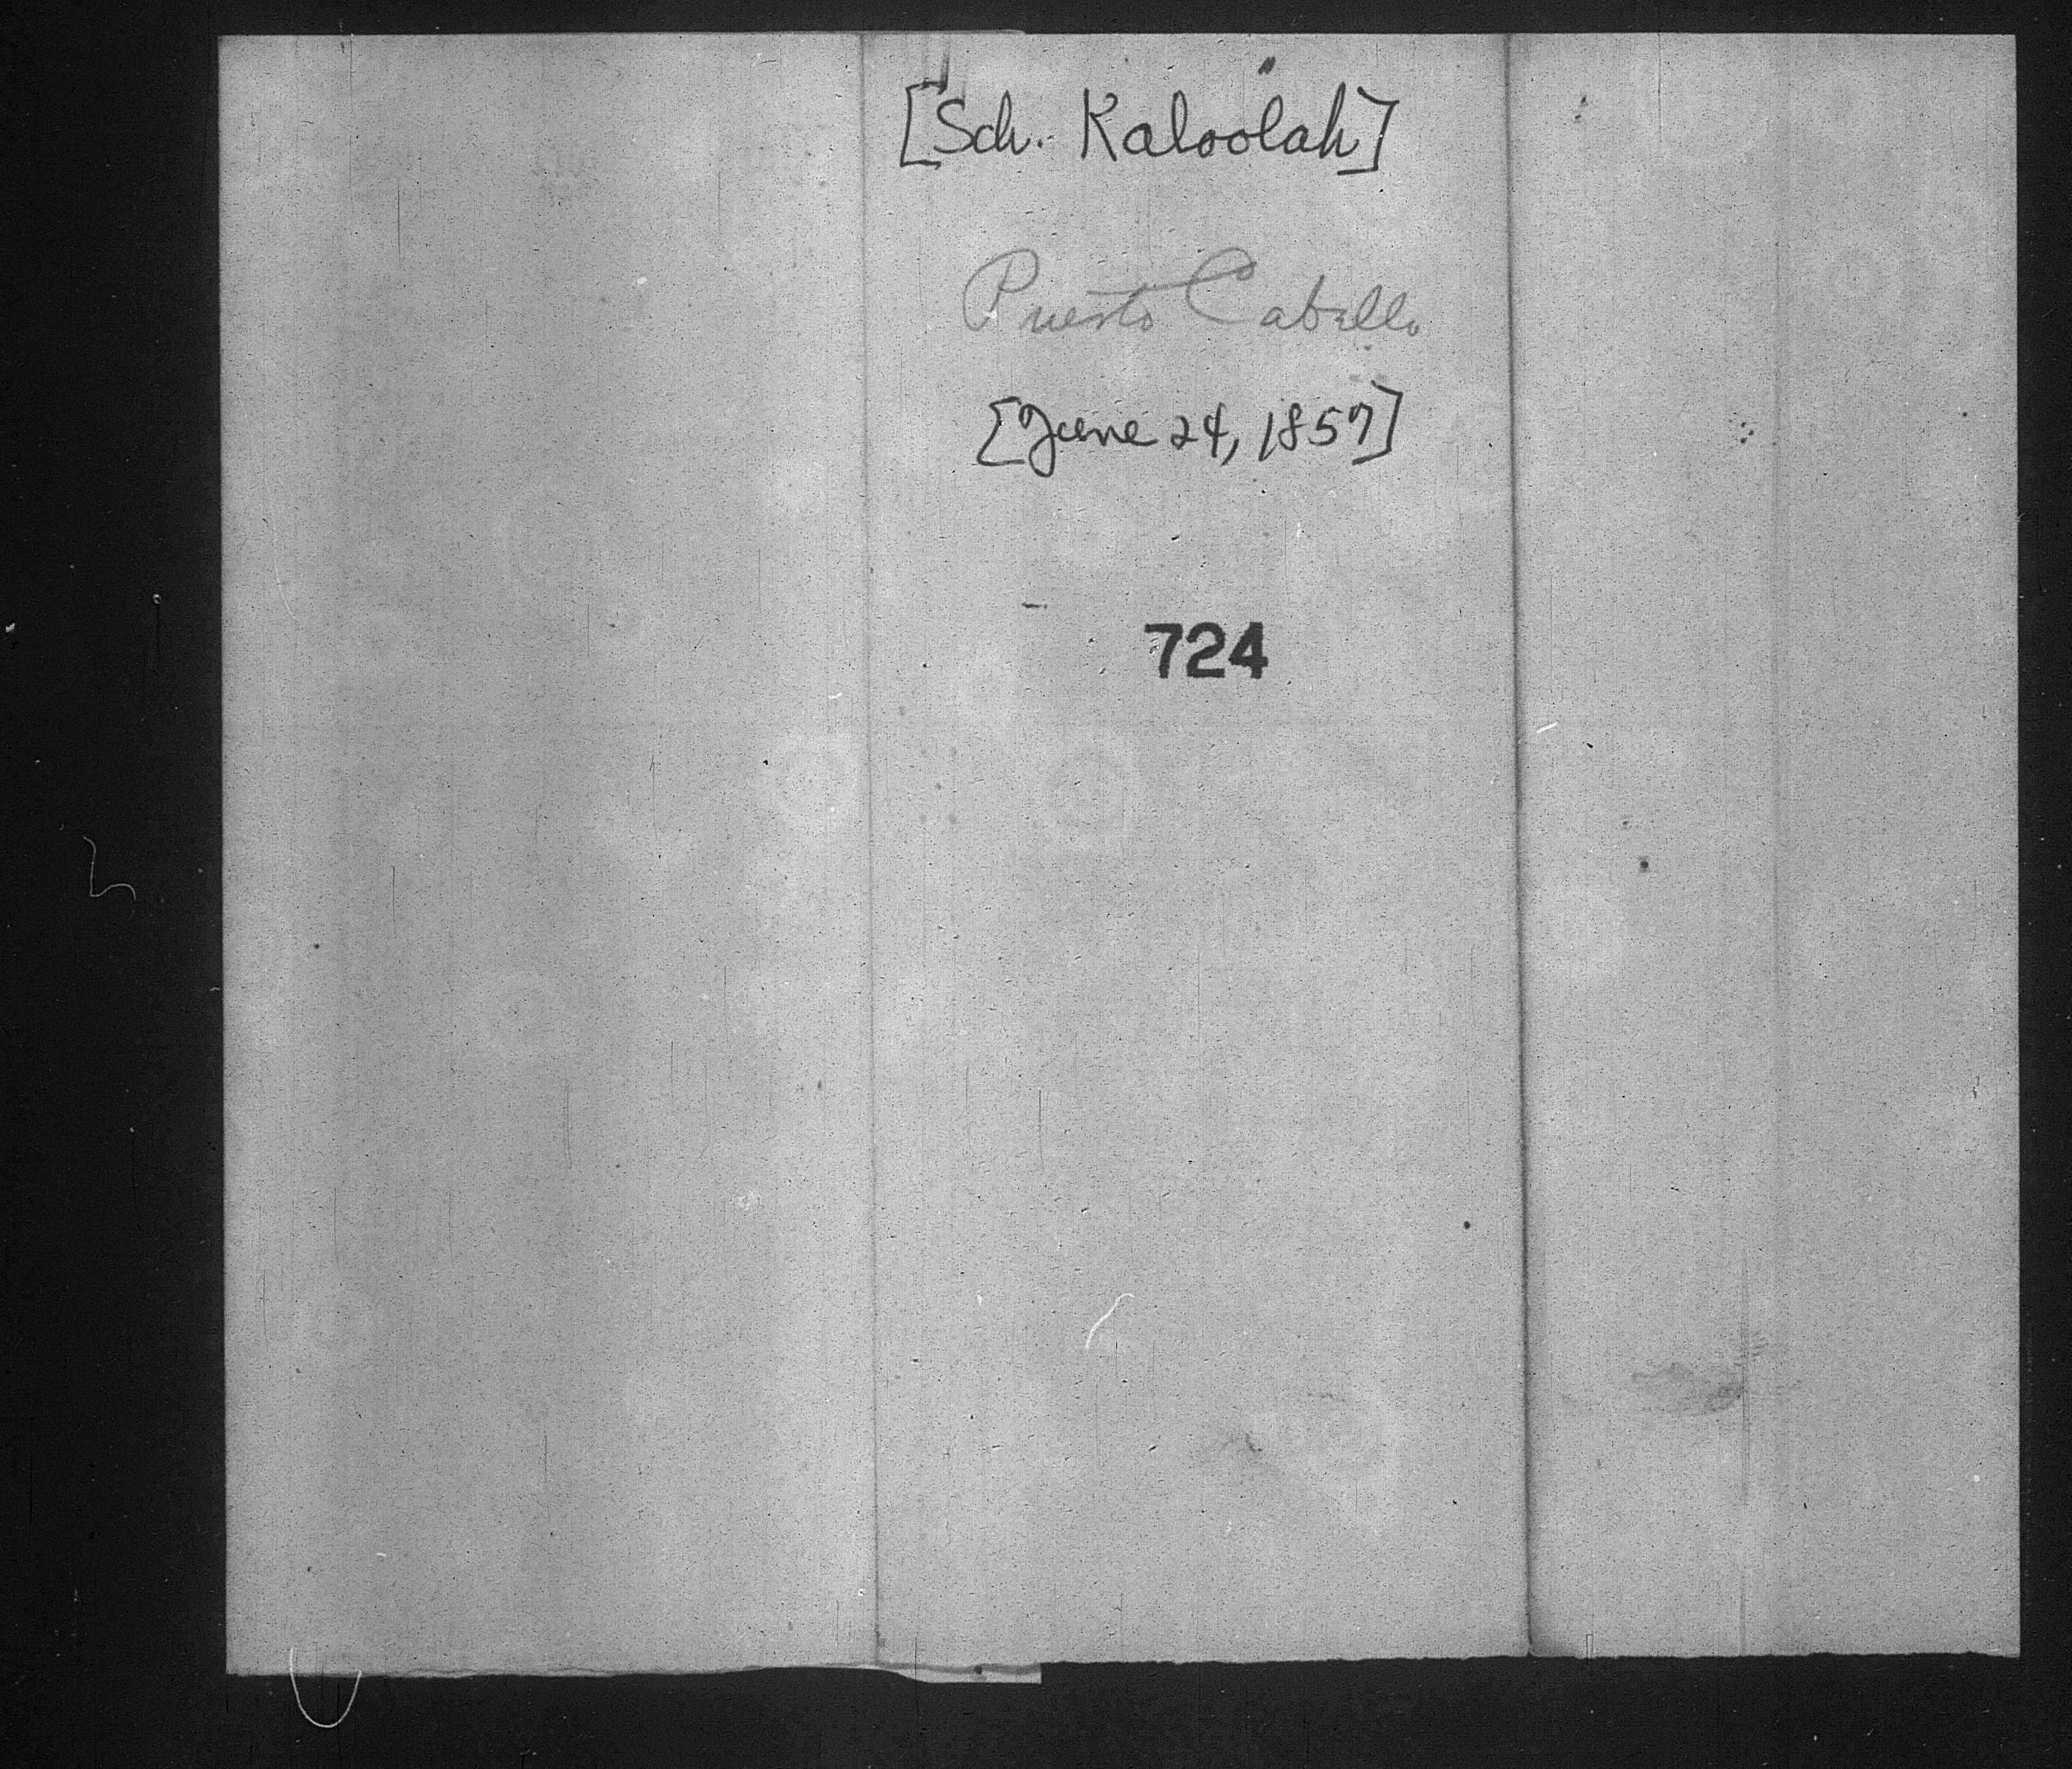 [Sch. Kaloolah]
Puerto Cabello
[June 24, 1857]
724